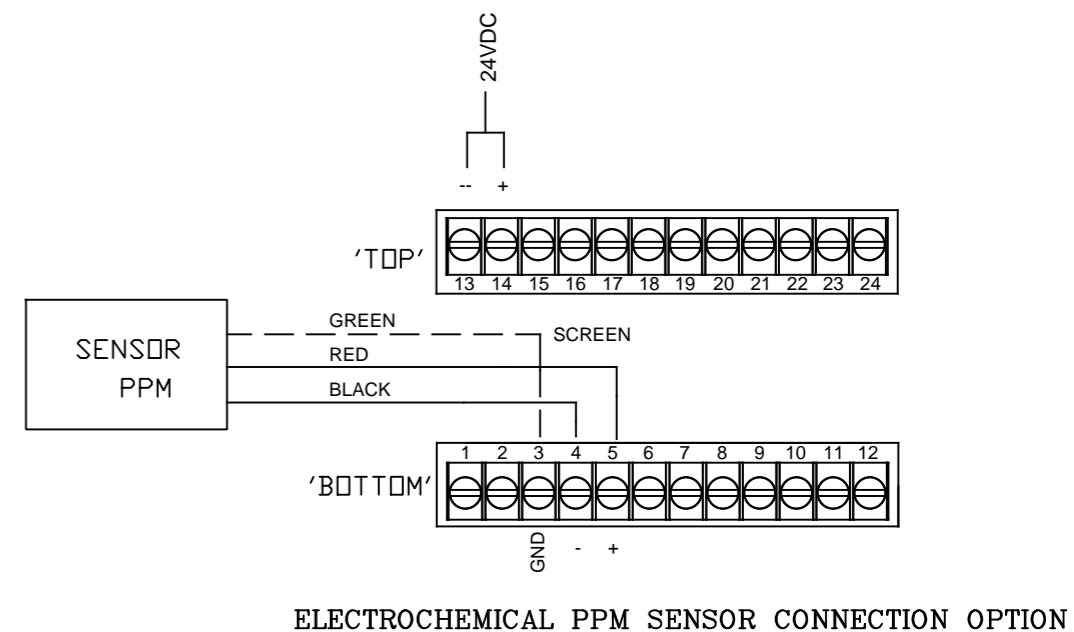 24VDC
-- +
'TOP'
13 14 15 16 17 18 19 20 21 22 23 24
GREEN
SCREEN
SENSOR
PPM
RED
BLACK
1 2 3 4 5 6 7 8 9 10 11 12
'BOTTOM'
GND - +
ELECTROCHEMICAL PPM SENSOR CONNECTION OPTION